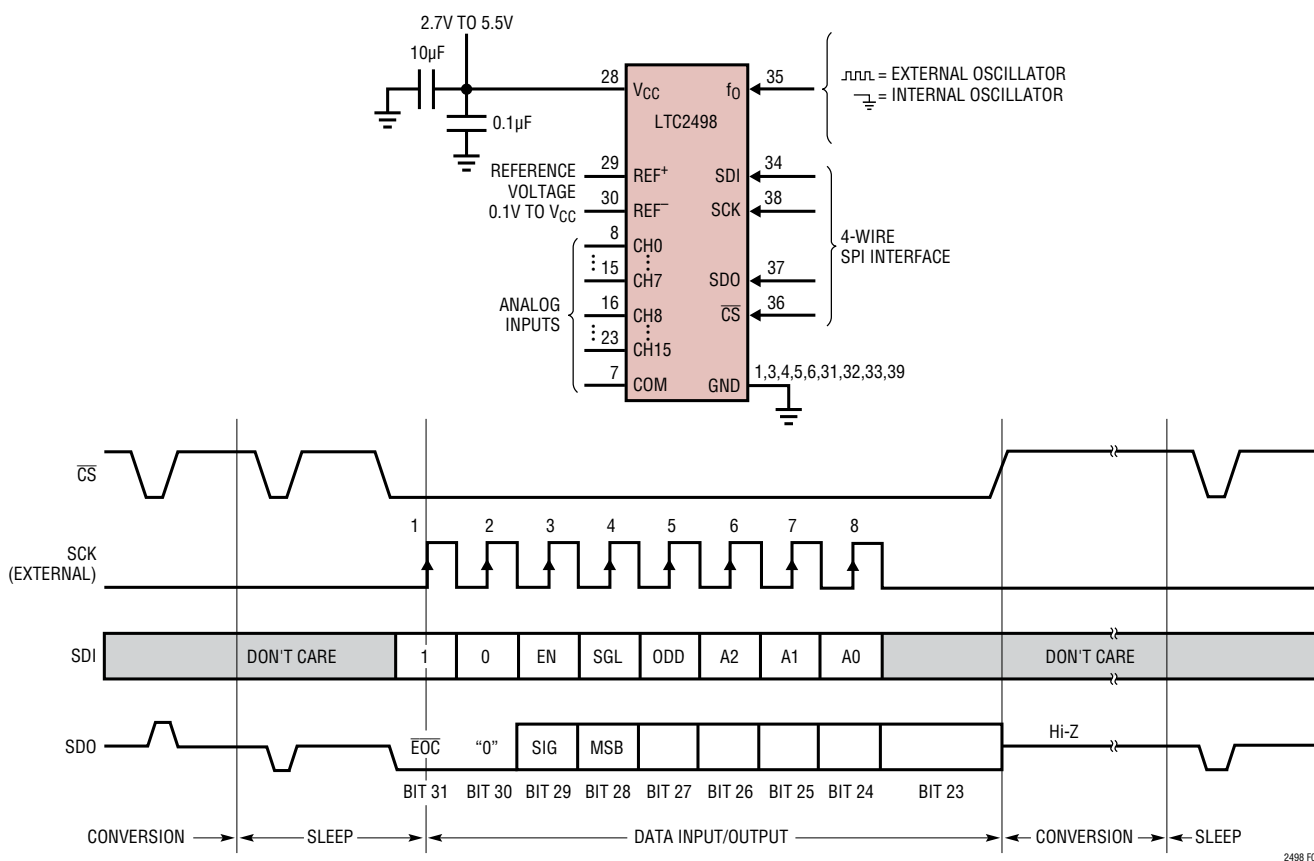 2.7V TO 5.5V
10µF
0.1µF
28 VCC
fO 35
LTC2498
= EXTERNAL OSCILLATOR
= INTERNAL OSCILLATOR
REFERENCE
VOLTAGE
0.1V TO VCC
29 REF+
30 REF–
8 CH0
15 CH7
16 CH8
23 CH15
7 COM
ANALOG
INPUTS
SDI 34
SCK 38
SDO 37
CS 36
4-WIRE
SPI INTERFACE
GND 1,3,4,5,6,31,32,33,39
CS
1 2 3 4 5 6 7 8
SCK
(EXTERNAL)
SDI DON'T CARE 1 0 EN SGL ODD A2 A1 A0 DON'T CARE
SDO EOC “0” SIG MSB Hi-Z
BIT 31 BIT 30 BIT 29 BIT 28 BIT 27 BIT 26 BIT 25 BIT 24 BIT 23
CONVERSION SLEEP DATA INPUT/OUTPUT CONVERSION SLEEP